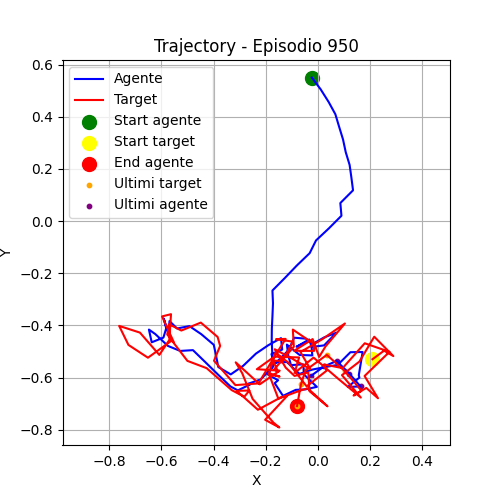 Trajectory - Episodio 950
Agente
Target
Start agente
Start target
End agente
Ultimi target
Ultimi agente
0.6
0.4
0.2
0.0
−0.2
−0.4
−0.6
−0.8
Y
−0.8
−0.6
−0.4
−0.2
0.0
0.2
0.4
X